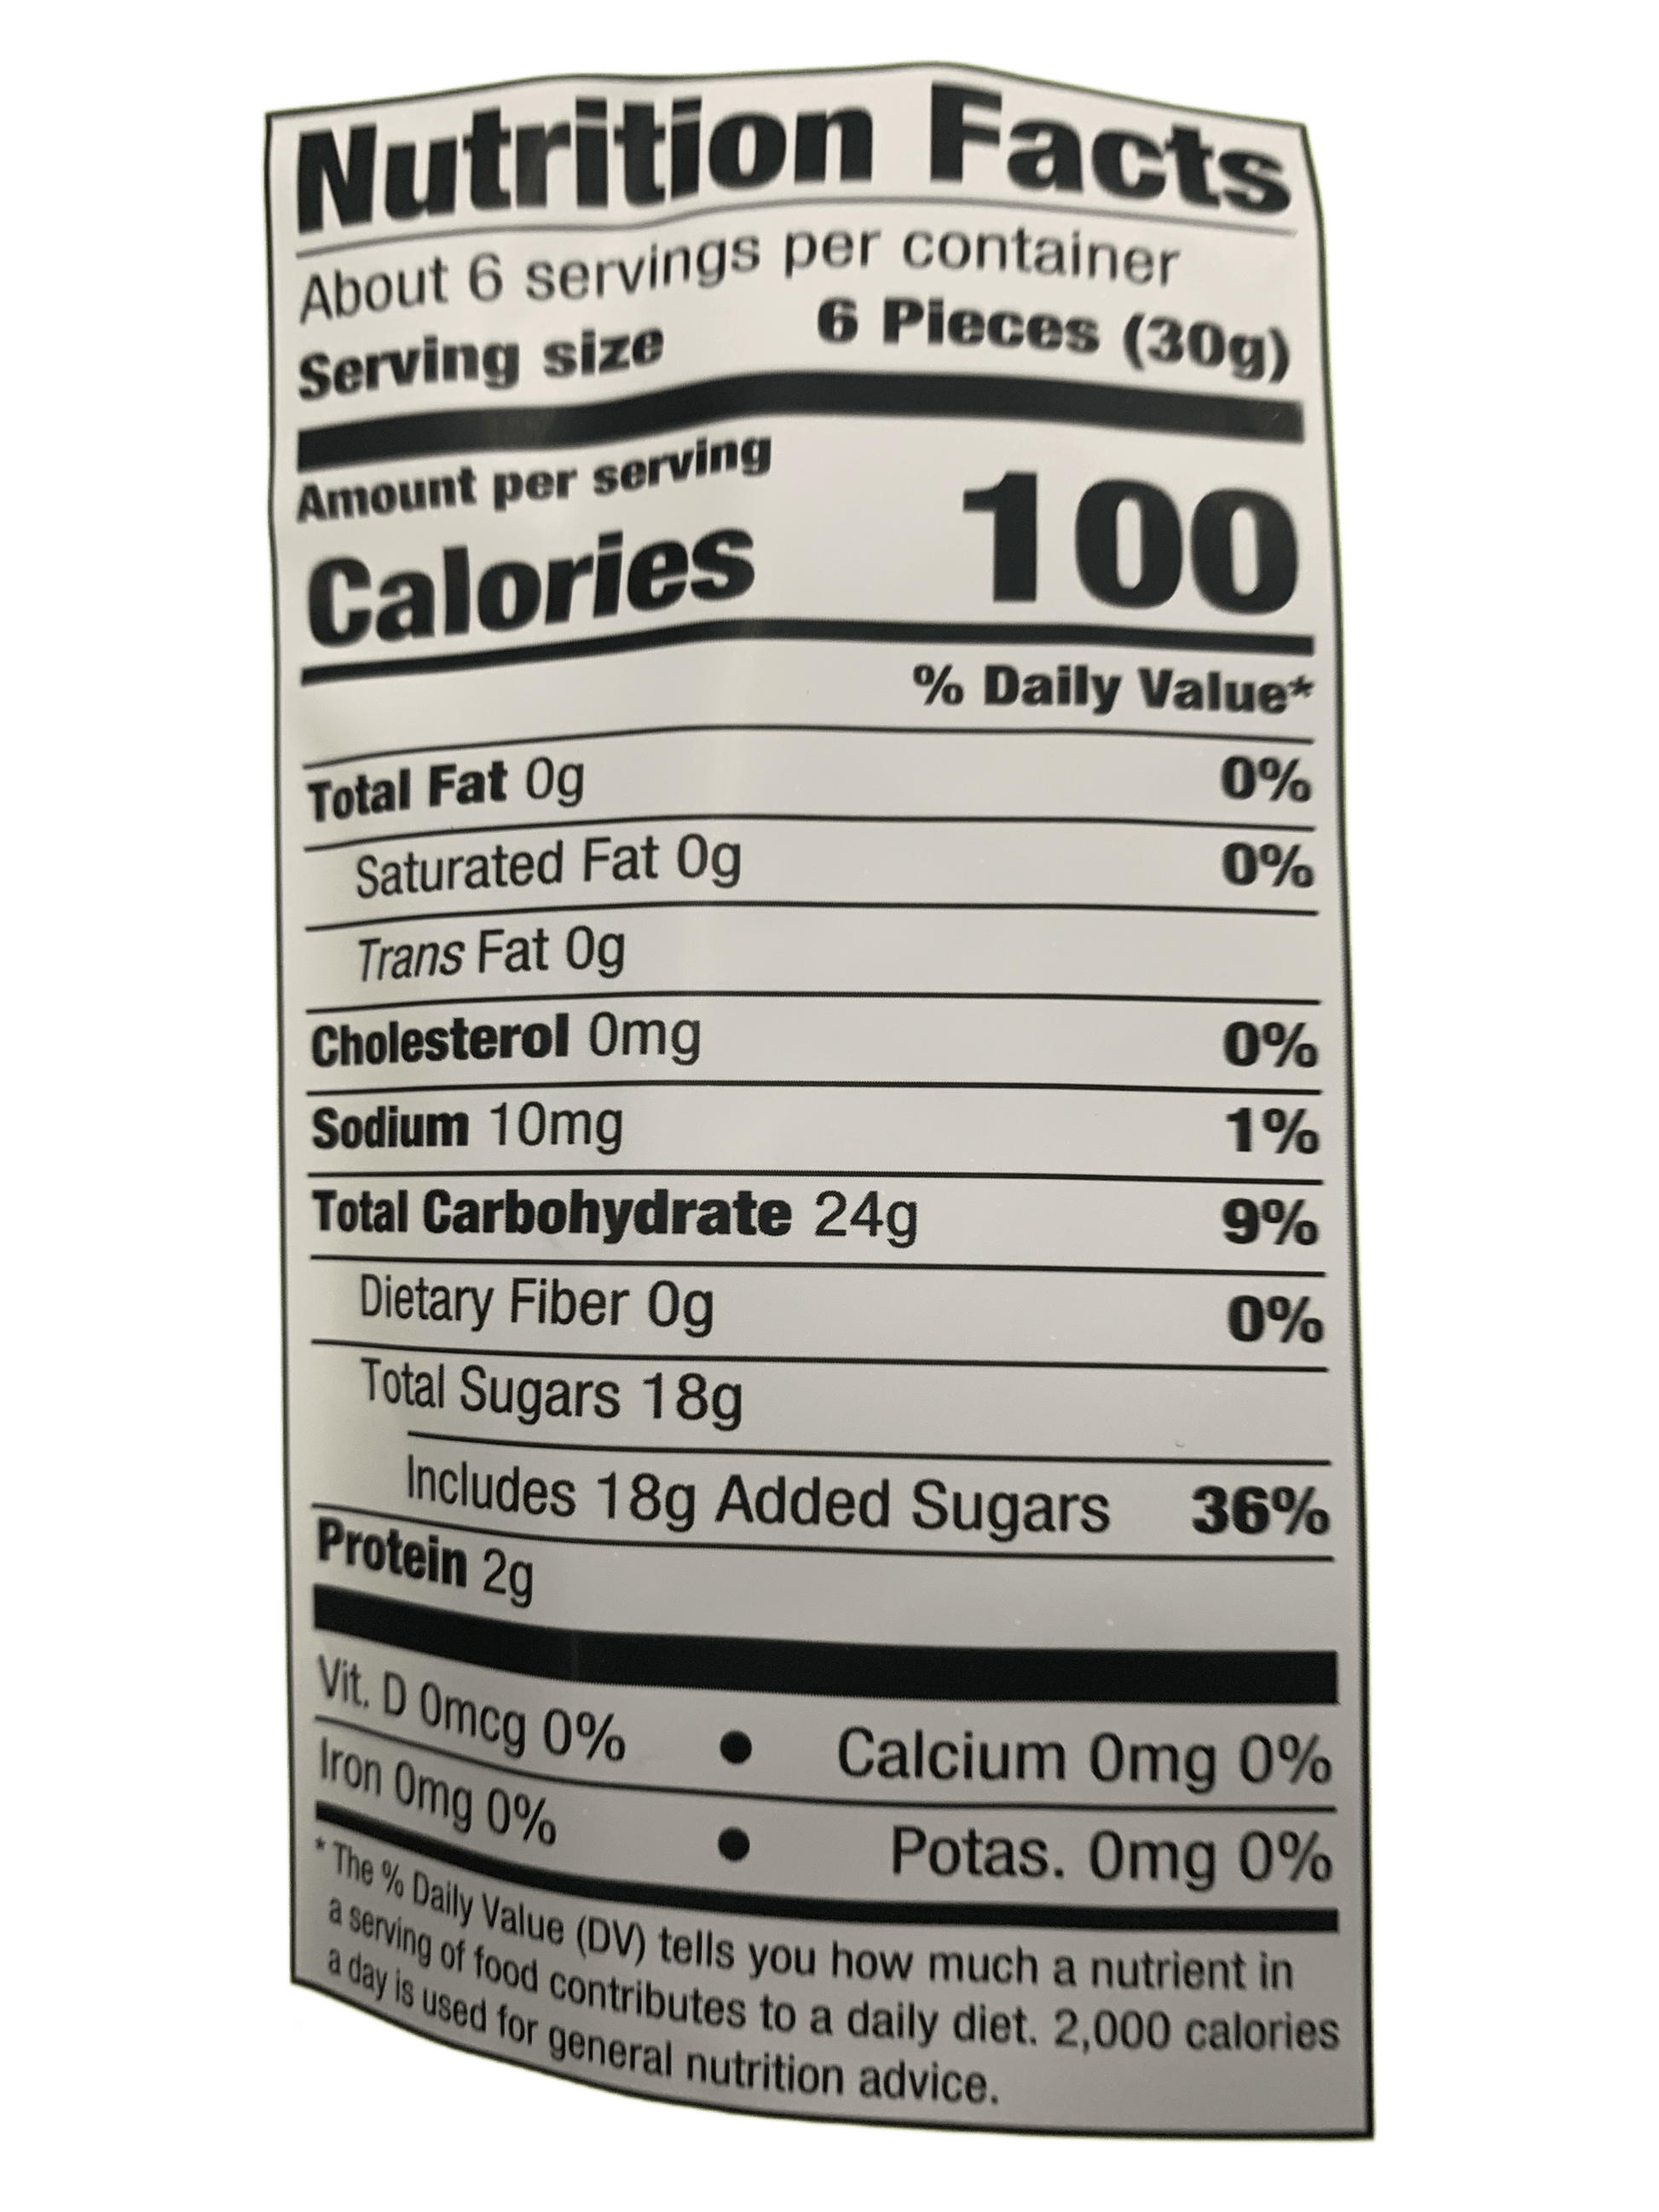 Nutrition Facts
About 6 servings per container
Serving size 6 Pieces (30g)
Amount per serving
Calories 100
% Daily Value*
Total Fat 0g 0%
Saturated Fat 0g 0%
Trans Fat 0g
Cholesterol 0mg 0%
Sodium 10mg 1%
Total Carbohydrate 24g 9%
Dietary Fiber 0g 0%
Total Sugars 18g
Includes 18g Added Sugars 36%
Protein 2g
Vit. D 0mcg 0% • Calcium 0mg 0%
Iron 0mg 0% • Potas. 0mg 0%
* The % Daily Value (DV) tells you how much a nutrient in
a serving of food contributes to a daily diet. 2,000 calories
a day is used for general nutrition advice.